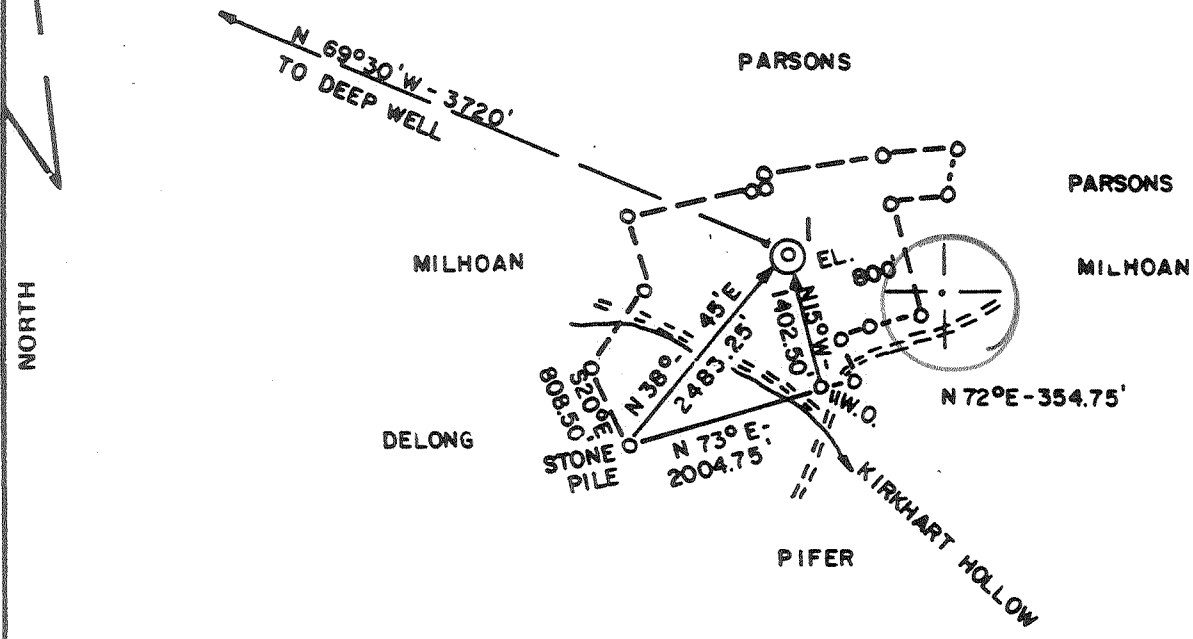 N 69°30'W - 3720'
TO DEEP WELL
PARSONS
PARSONS
MILHOAN
EL.
800'
MILHOAN
NORTH
N 38°- 45'E
2483.25'
N15°W-
1402.50'
S20°E
808.50'
N 72°E-354.75'
"W.O.
DELONG
STONE
PILE
N 73° E-
2004.75'
KIRKHART HOLLOW
PIFER